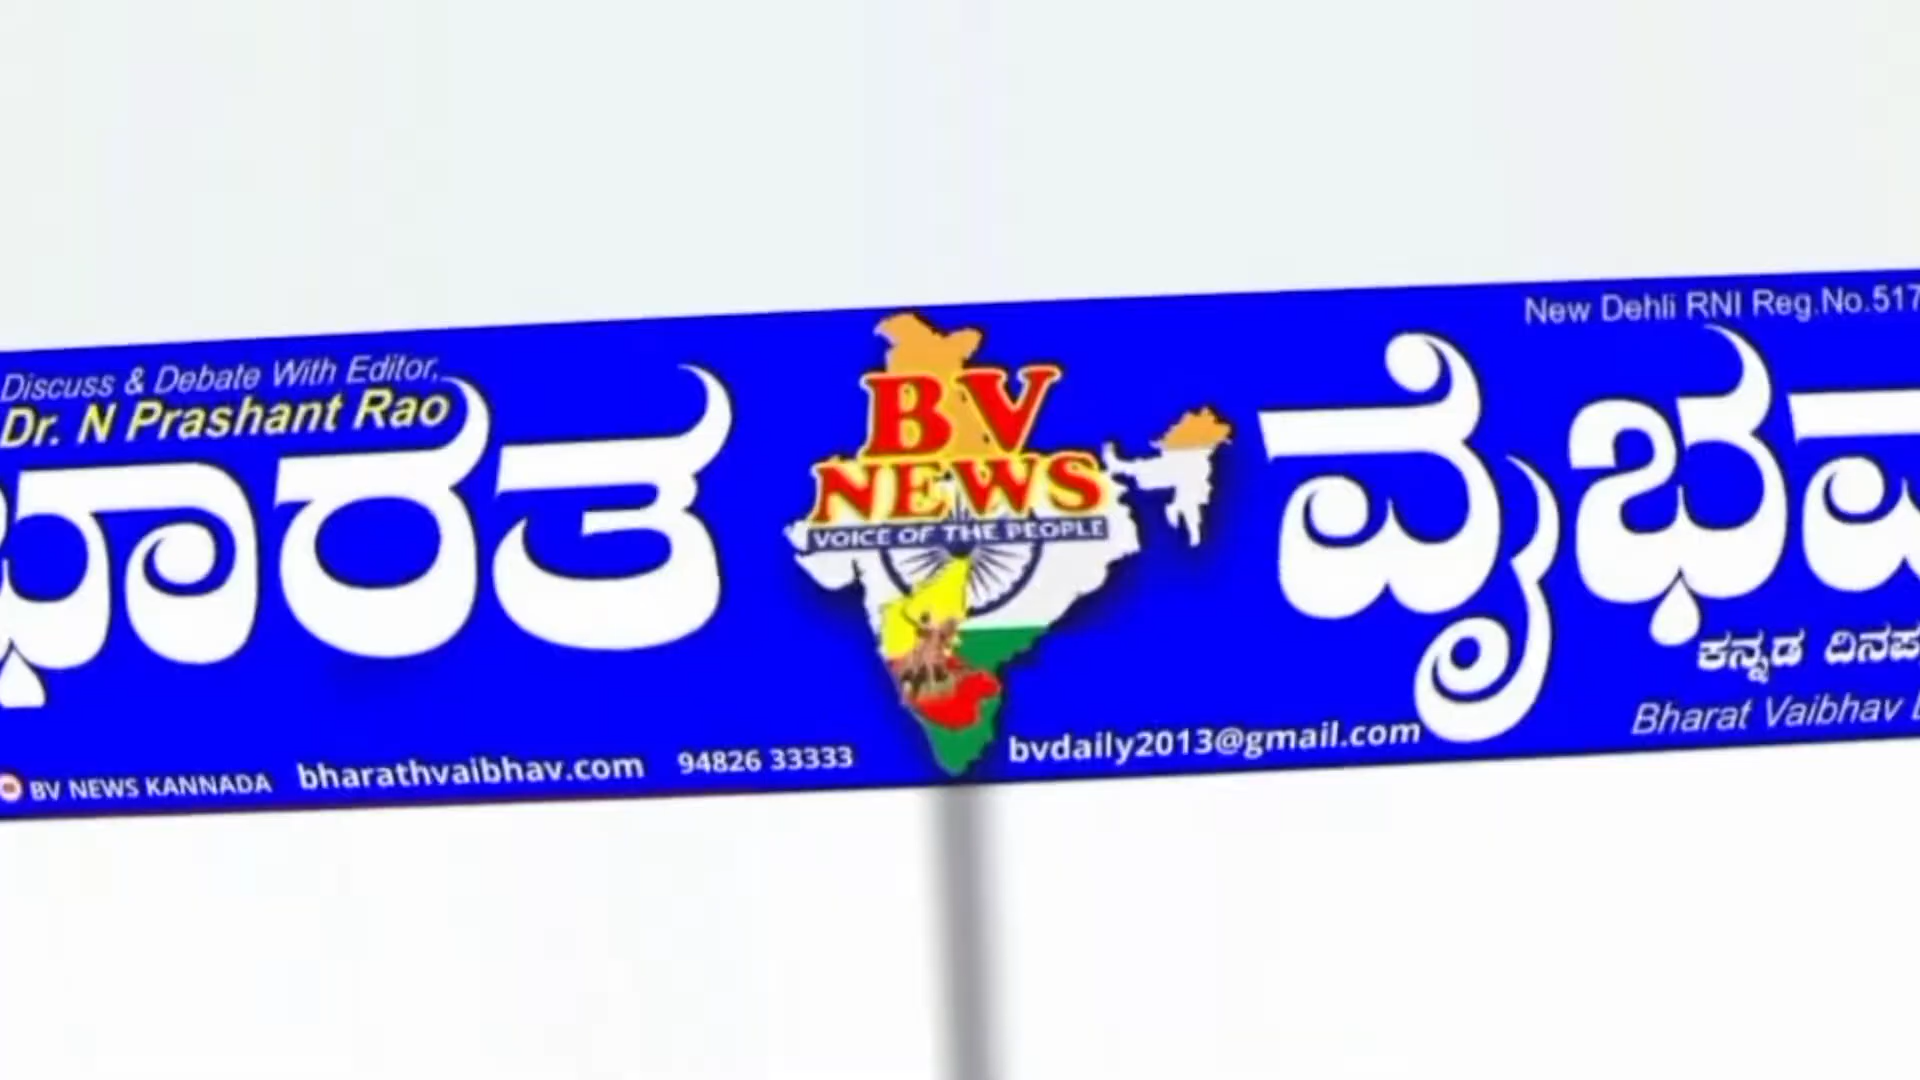 Discuss & Debate With Editor,
Dr. N Prashant Rao
ಭಾರತ
BV
NEWS
VOICE OF THE PEOPLE
New Dehli RNI Reg.No.517
ವೈಭವ
ಕನ್ನಡ
Bharat Vaibhav
BV NEWS KANNADA
bharathvaibhav.com
94826 33333
bvdaily2013@gmail.com